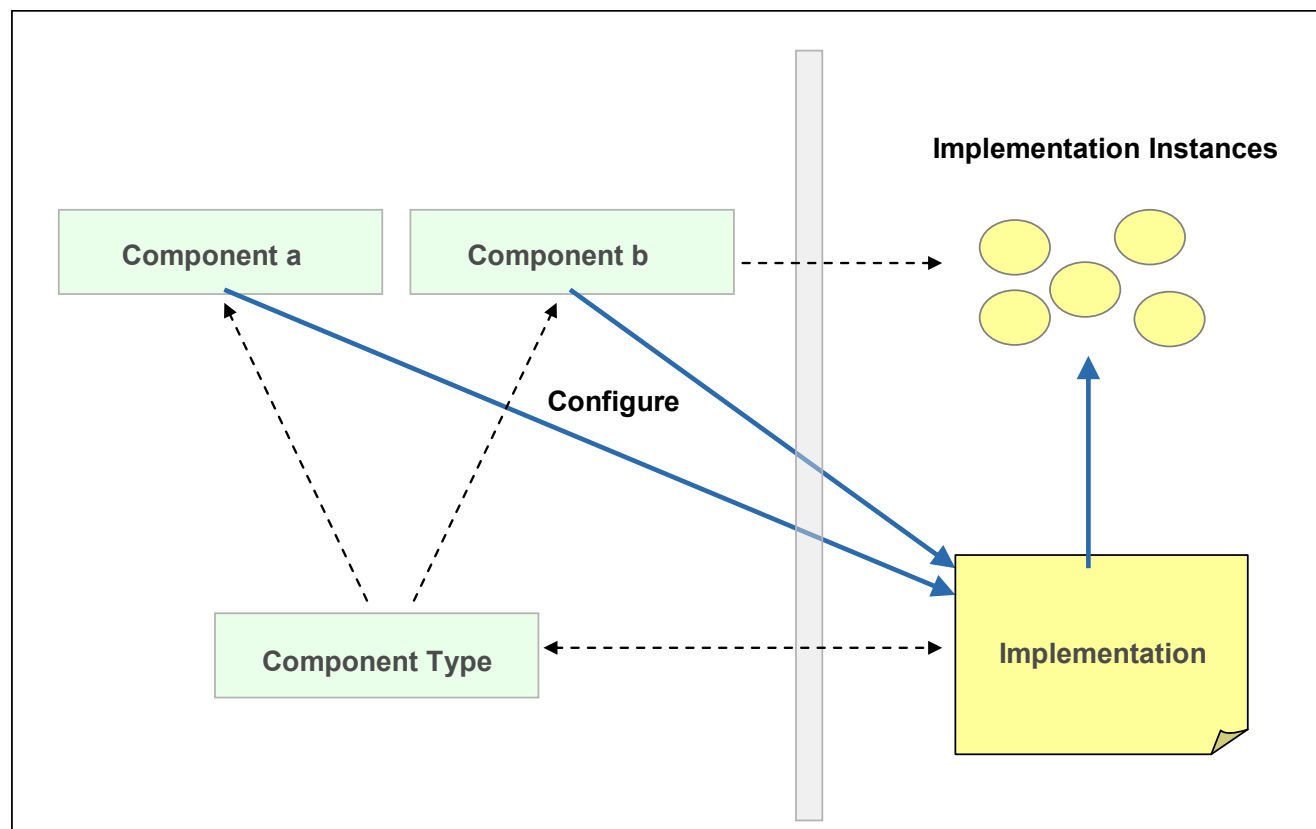 Implementation Instances
Component a
Component b
Configure
Component Type
Implementation